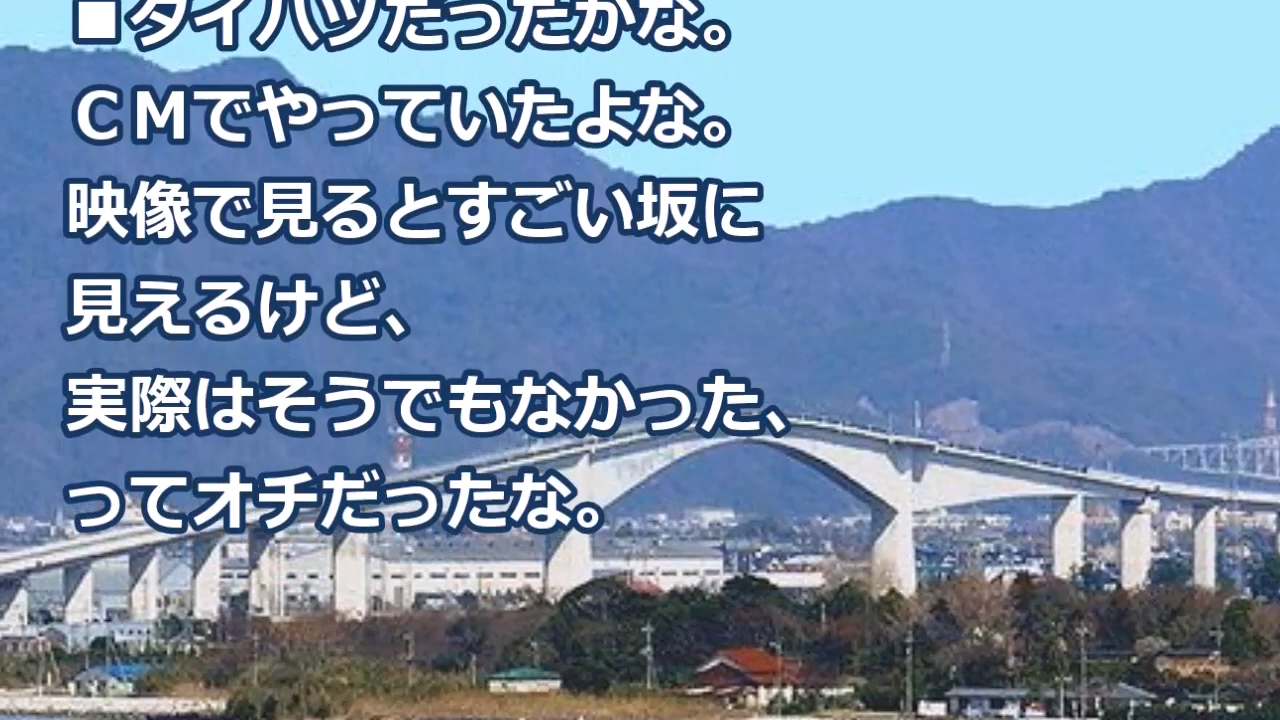 ■ダイハツだったかな。
ＣＭでやっていたよな。
映像で見るとすごい坂に
見えるけど、
実際はそうでもなかった、
ってオチだったな。